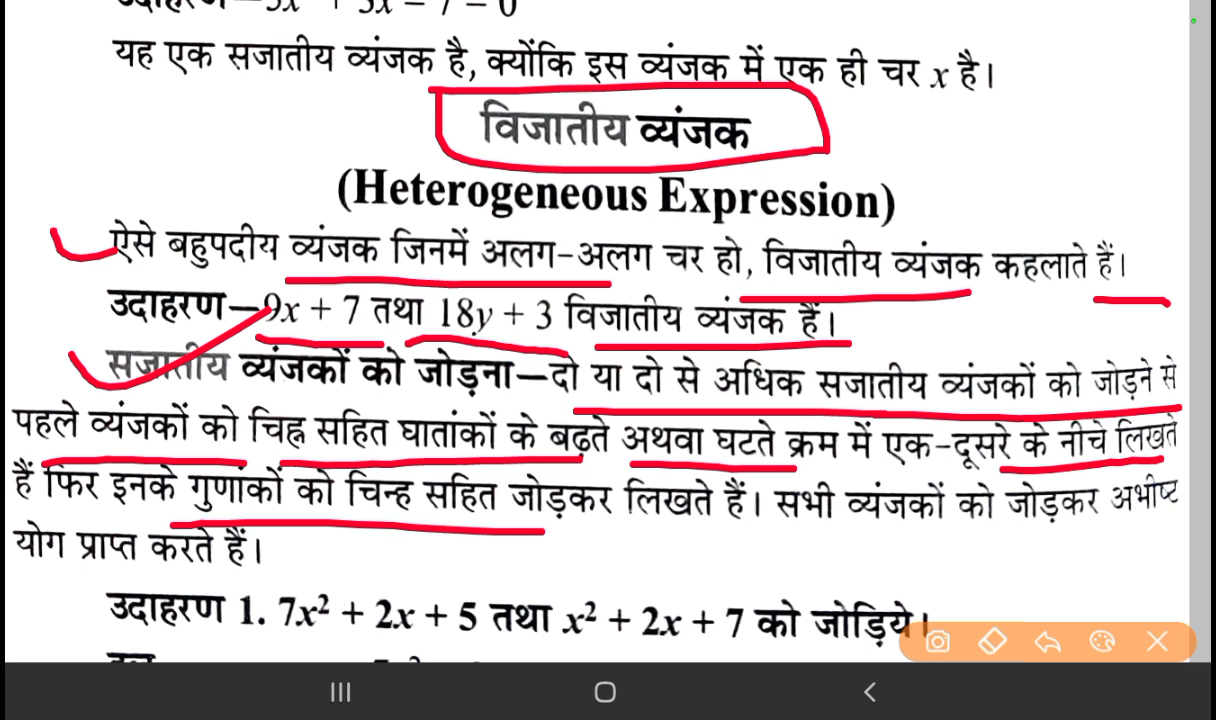 यह एक सजातीय व्यंजक है, क्योंकि इस व्यंजक में एक ही चर x है।
विजातीय व्यंजक
(Heterogeneous Expression)
ऐसे बहुपदीय व्यंजक जिनमें अलग-अलग चर हो, विजातीय व्यंजक कहलाते हैं।
उदाहरण—9x + 7 तथा 18y + 3 विजातीय व्यंजक हैं।
सजातीय व्यंजकों को जोड़ना—दो या दो से अधिक सजातीय व्यंजकों को जोड़ने से
पहले व्यंजकों को चिह्न सहित घातांकों के बढ़ते अथवा घटते क्रम में एक-दूसरे के नीचे लिखते
हैं फिर इनके गुणांकों को चिन्ह सहित जोड़कर लिखते हैं। सभी व्यंजकों को जोड़कर अभीष्ट
योग प्राप्त करते हैं।
उदाहरण 1. 7x² + 2x + 5 तथा x² + 2x + 7 को जोड़िये।